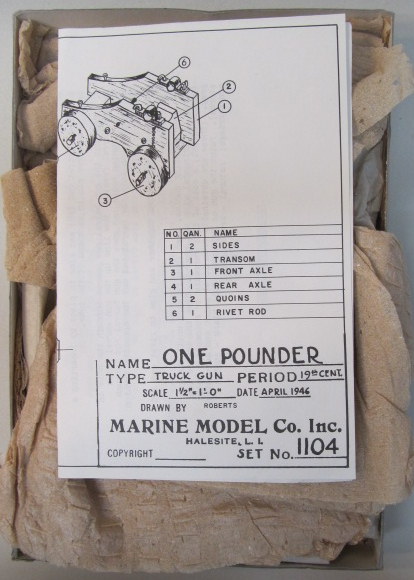 6
2
1
3
NO. QAN. NAME
1 2 SIDES
2 1 TRANSOM
3 1 FRONT AXLE
4 1 REAR AXLE
5 2 QUOINS
6 1 RIVET ROD
NAME ONE POUNDER
TYPE TRUCK GUN PERIOD 19TH CENT.
SCALE 1½"=1'-0" DATE APRIL 1946
DRAWN BY ROBERTS
MARINE MODEL Co. Inc.
HALESITE, L. I.
COPYRIGHT SET No. 1104